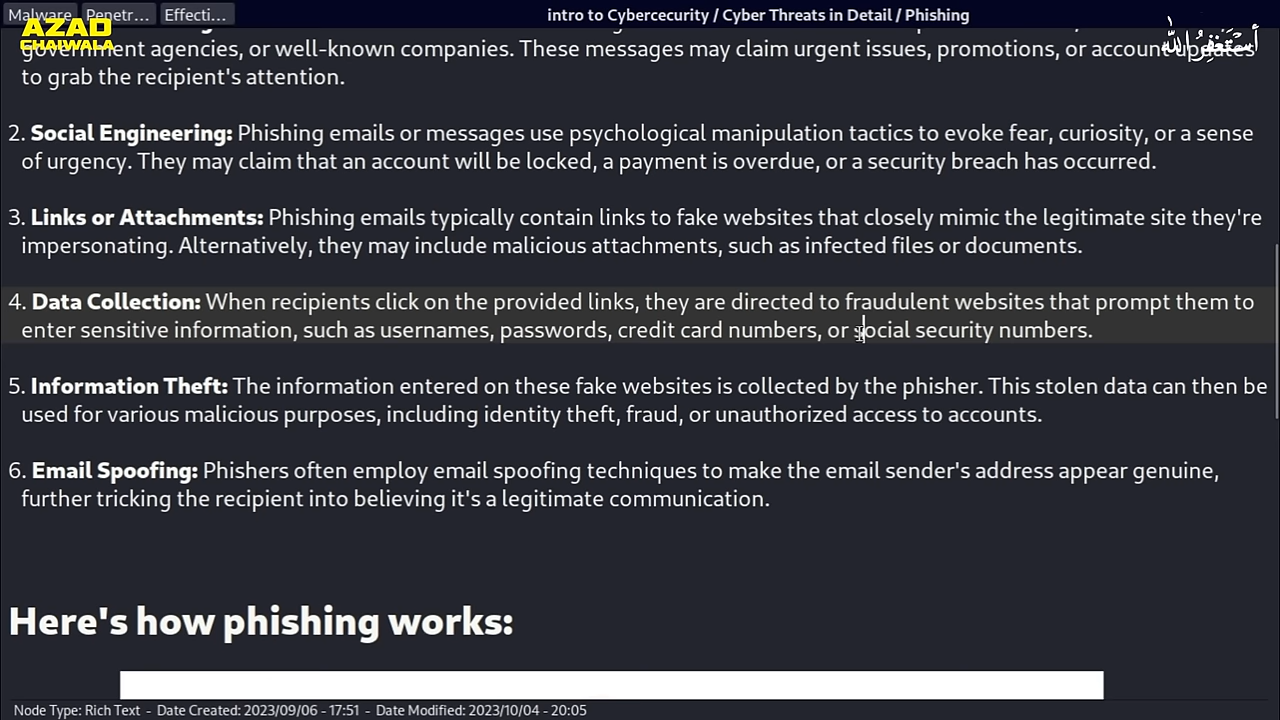 Malware
Penetr...
Effecti...
intro to Cybercecurity / Cyber Threats in Detail / Phishing
AZAD
CHAIWALA
أستغفر الله
government agencies, or well-known companies. These messages may claim urgent issues, promotions, or account updates
to grab the recipient's attention.
2. Social Engineering: Phishing emails or messages use psychological manipulation tactics to evoke fear, curiosity, or a sense
of urgency. They may claim that an account will be locked, a payment is overdue, or a security breach has occurred.
3. Links or Attachments: Phishing emails typically contain links to fake websites that closely mimic the legitimate site they're
impersonating. Alternatively, they may include malicious attachments, such as infected files or documents.
4. Data Collection: When recipients click on the provided links, they are directed to fraudulent websites that prompt them to
enter sensitive information, such as usernames, passwords, credit card numbers, or social security numbers.
5. Information Theft: The information entered on these fake websites is collected by the phisher. This stolen data can then be
used for various malicious purposes, including identity theft, fraud, or unauthorized access to accounts.
6. Email Spoofing: Phishers often employ email spoofing techniques to make the email sender's address appear genuine,
further tricking the recipient into believing it's a legitimate communication.
Here's how phishing works:
Node Type: Rich Text - Date Created: 2023/09/06 - 17:51 - Date Modified: 2023/10/04 - 20:05